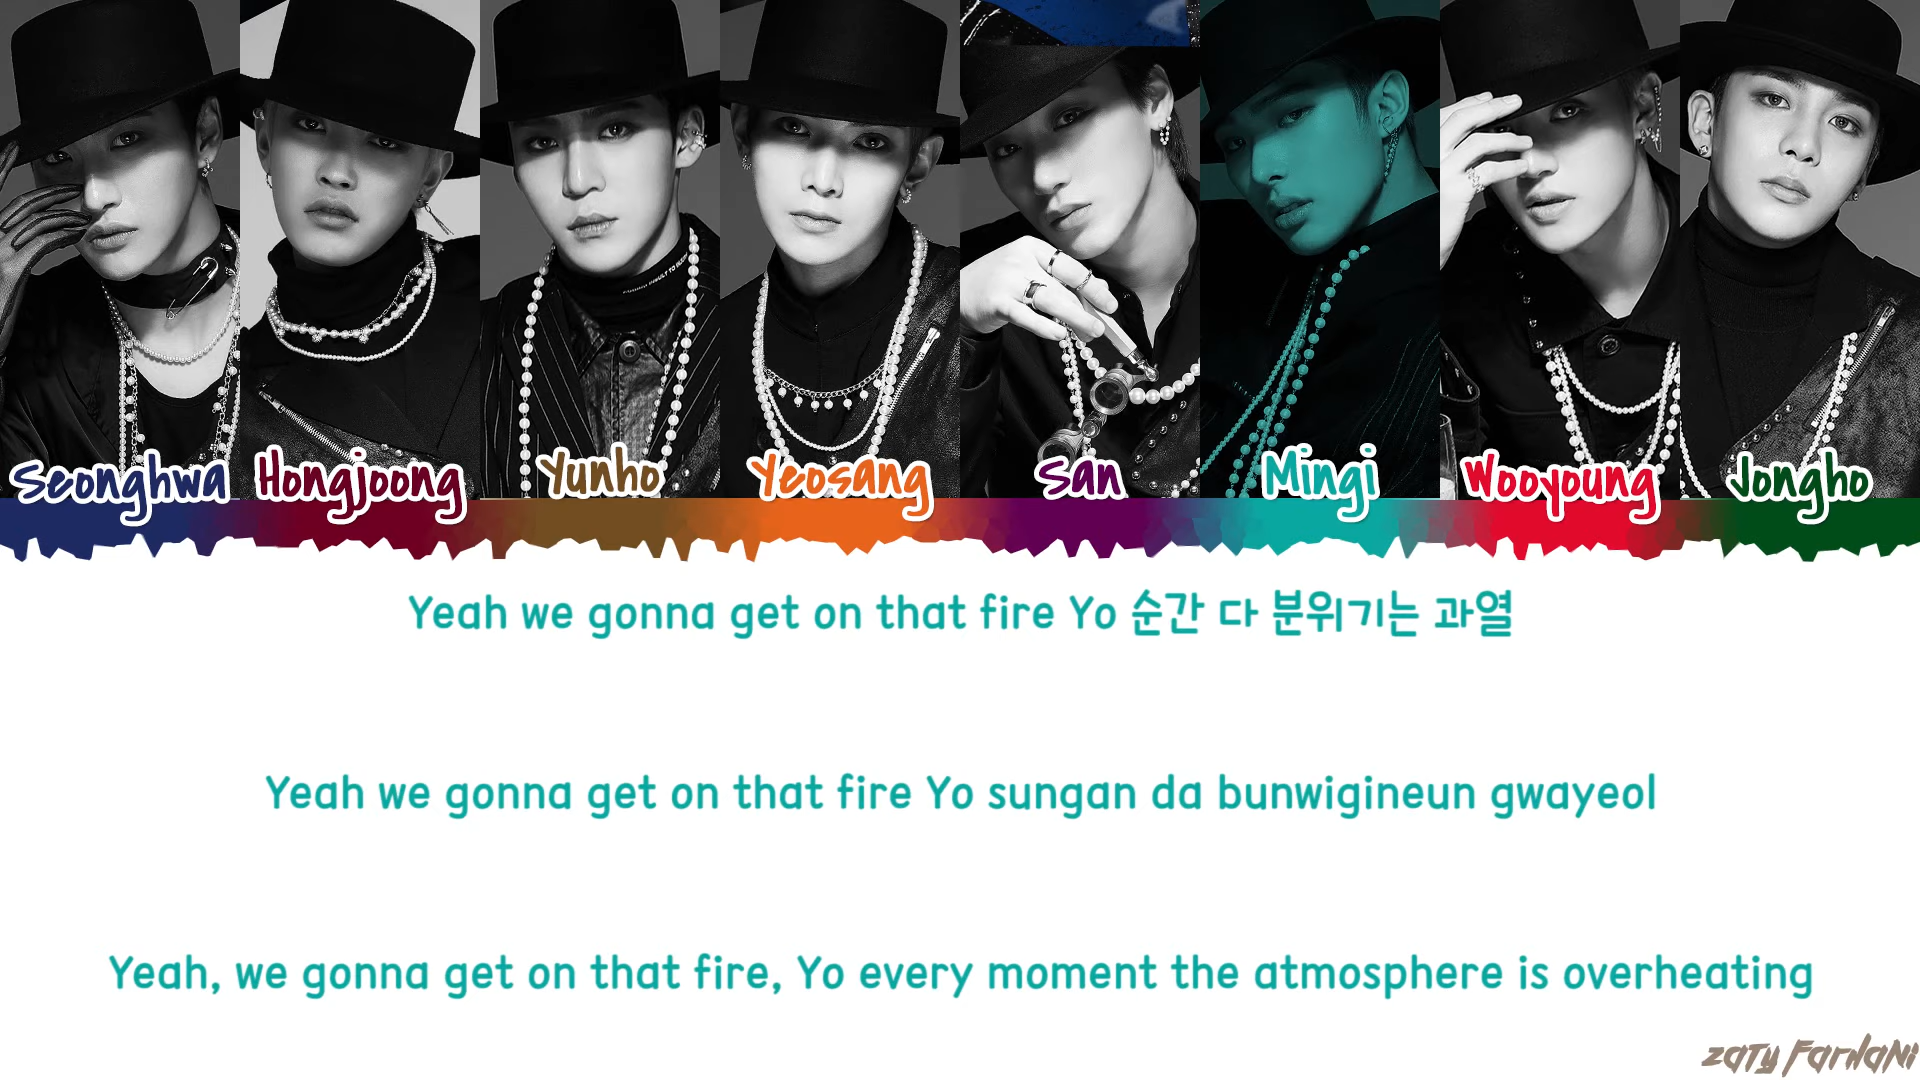 Seonghwa Hongjoong Yunho Yeosang San Mingi Wooyoung Jongho
Yeah we gonna get on that fire Yo 순간 다 분위기는 과열
Yeah we gonna get on that fire Yo sungan da bunwigineun gwayeol
Yeah, we gonna get on that fire, Yo every moment the atmosphere is overheating
zaty farhani